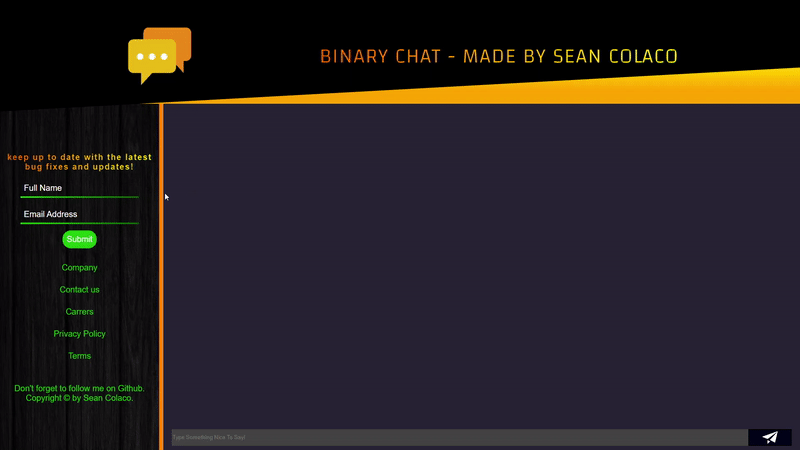 BINARY CHAT - MADE BY SEAN COLACO
keep up to date with the latest
bug fixes and updates!
Full Name
Email Address
Submit
Company
Contact us
Carrers
Privacy Policy
Terms
Don't forget to follow me on Github.
Copyright © by Sean Colaco.
Type Something Nice To Say!